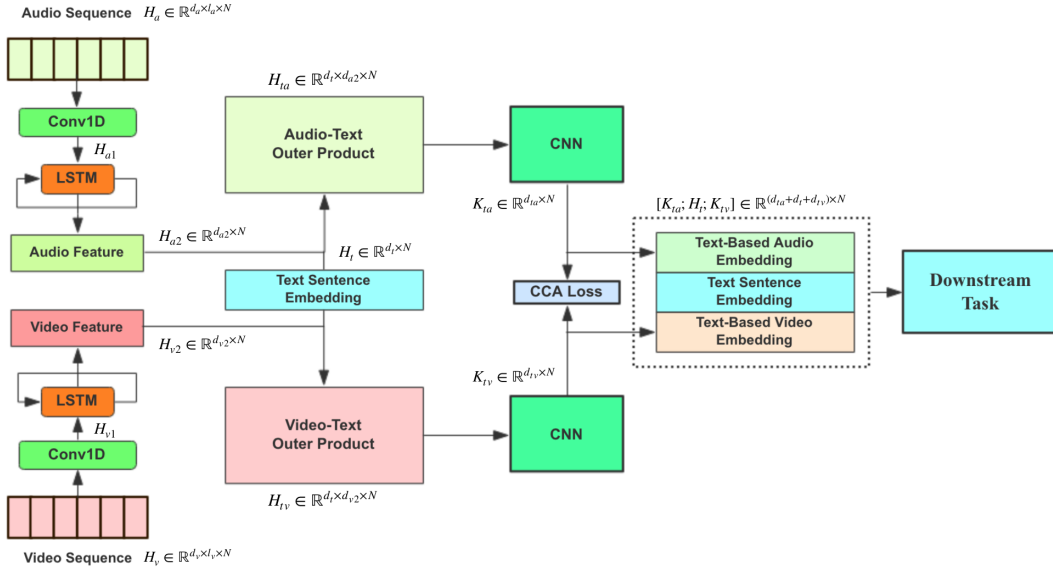 Audio Sequence H_a ∈ ℝ^{d_a×l_a×N}
Conv1D
H_{a1}
LSTM
Audio Feature
H_{a2} ∈ ℝ^{d_{a2}×N}
H_{ta} ∈ ℝ^{d_t×d_{a2}×N}
Audio-Text
Outer Product
H_t ∈ ℝ^{d_t×N}
Text Sentence
Embedding
Video Feature
H_{v2} ∈ ℝ^{d_{v2}×N}
LSTM
H_{v1}
Conv1D
Video Sequence H_v ∈ ℝ^{d_v×l_v×N}
Video-Text
Outer Product
H_{tv} ∈ ℝ^{d_t×d_{v2}×N}
CNN
K_{ta} ∈ ℝ^{d_{ta}×N}
CCA Loss
K_{tv} ∈ ℝ^{d_{tv}×N}
CNN
[K_{ta}; H_t; K_{tv}] ∈ ℝ^{(d_{ta}+d_t+d_{tv})×N}
Text-Based Audio
Embedding
Text Sentence
Embedding
Text-Based Video
Embedding
Downstream
Task